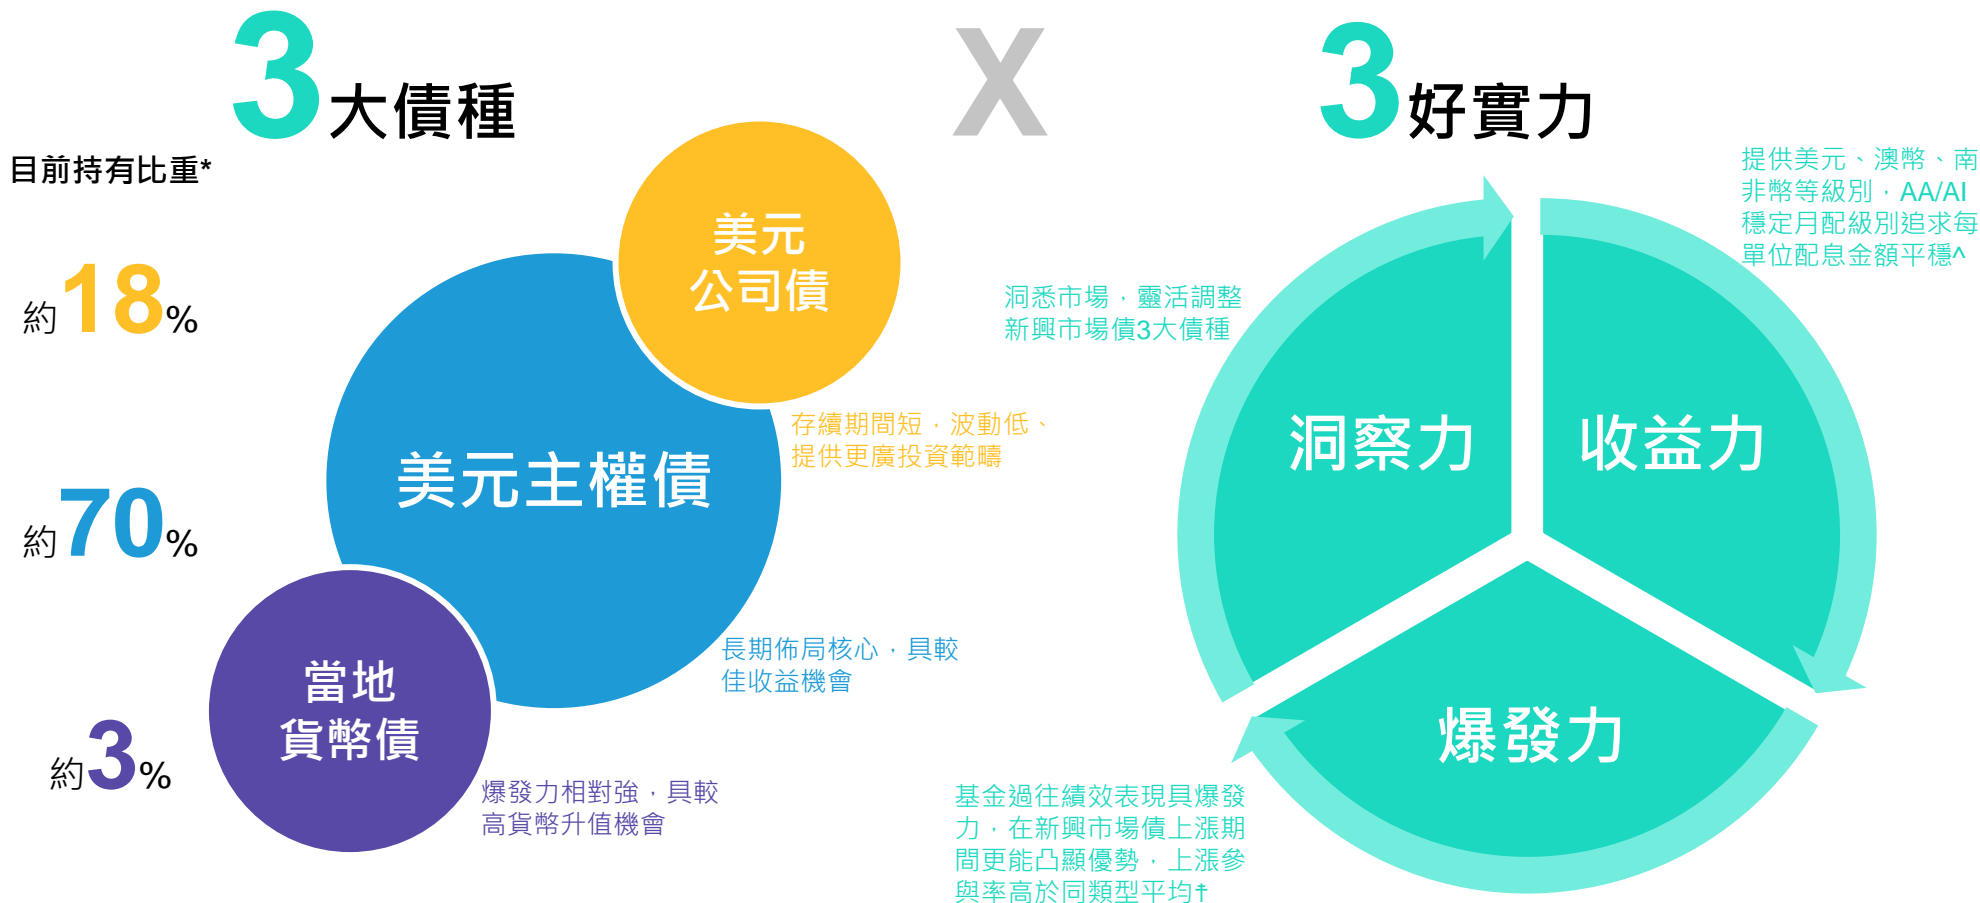 3大債種
X
3好實力
目前持有比重*
約18%
約70%
約3%
美元
公司債
存續期間短，波動低、
提供更廣投資範疇
美元主權債
長期佈局核心，具較
佳收益機會
當地
貨幣債
爆發力相對強，具較
高貨幣升值機會
洞悉市場，靈活調整
新興市場債3大債種
洞察力
提供美元、澳幣、南
非幣等級別，AA/AI
穩定月配級別追求每
單位配息金額平穩^
收益力
爆發力
基金過往績效表現具爆發
力，在新興市場債上漲期
間更能凸顯優勢，上漲參
與率高於同類型平均†